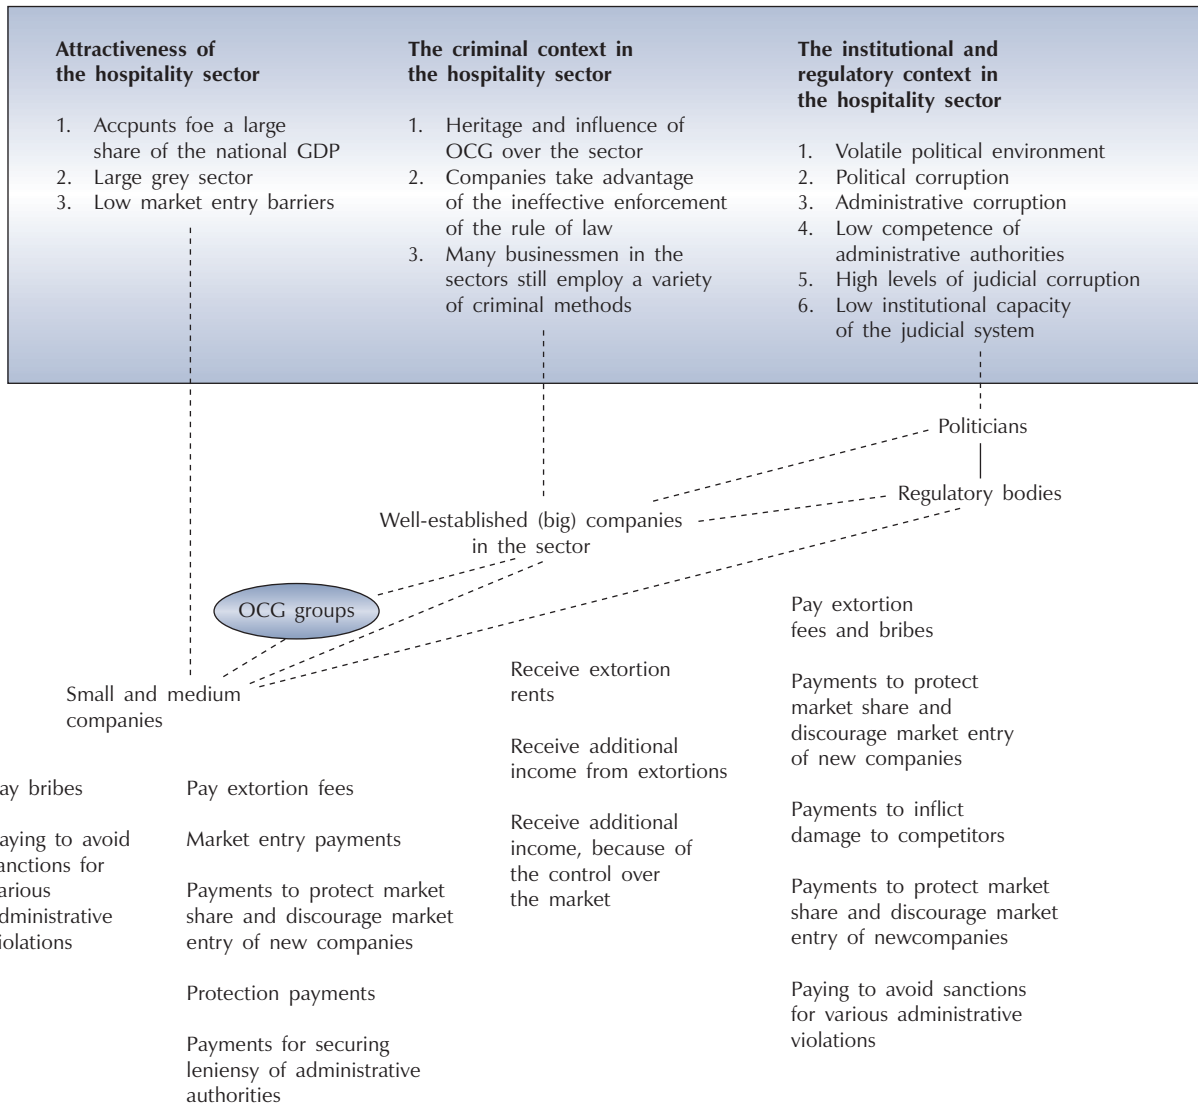 Attractiveness of
the hospitality sector
1. Accpunts foe a large
share of the national GDP
2. Large grey sector
3. Low market entry barriers
The criminal context in
the hospitality sector
1. Heritage and influence of
OCG over the sector
2. Companies take advantage
of the ineffective enforcement
of the rule of law
3. Many businessmen in the
sectors still employ a variety
of criminal methods
The institutional and
regulatory context in
the hospitality sector
1. Volatile political environment
2. Political corruption
3. Administrative corruption
4. Low competence of
administrative authorities
5. High levels of judicial corruption
6. Low institutional capacity
of the judicial system
Politicians
Regulatory bodies
Well-established (big) companies
in the sector
OCG groups
Small and medium
companies
ay bribes
aying to avoid
anctions for
arious
dministrative
iolations
Pay extortion fees
Market entry payments
Payments to protect market
share and discourage market
entry of new companies
Protection payments
Payments for securing
leniensy of administrative
authorities
Receive extortion
rents
Receive additional
income from extortions
Receive additional
income, because of
the control over
the market
Pay extortion
fees and bribes
Payments to protect
market share and
discourage market entry
of new companies
Payments to inflict
damage to competitors
Payments to protect market
share and discourage market
entry of newcompanies
Paying to avoid sanctions
for various administrative
violations